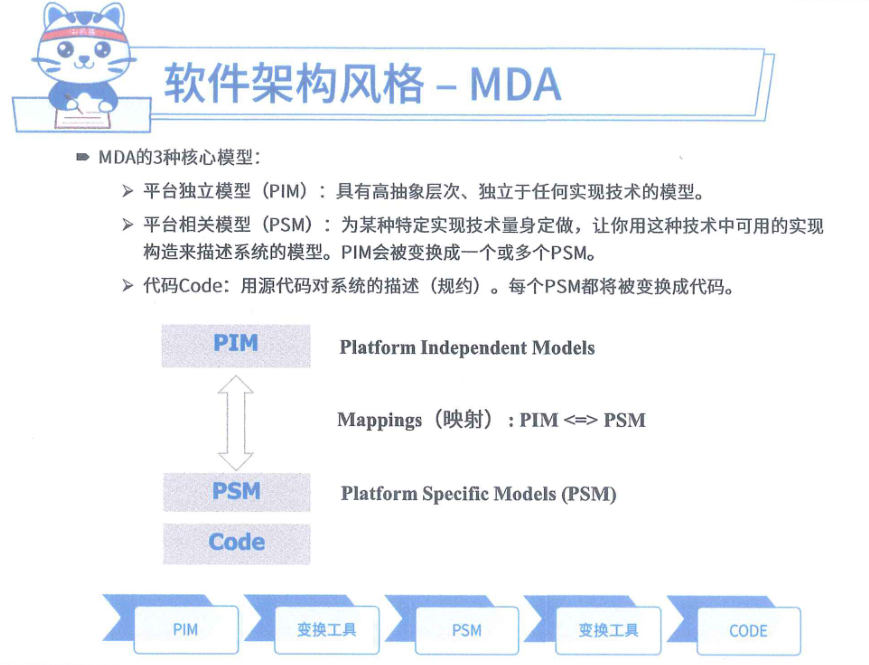 软件架构风格 – MDA
MDA的3种核心模型：
平台独立模型（PIM）：具有高抽象层次、独立于任何实现技术的模型。
平台相关模型（PSM）：为某种特定实现技术量身定做，让你用这种技术中可用的实现
构造来描述系统的模型。PIM会被变换成一个或多个PSM。
代码Code：用源代码对系统的描述（规约）。每个PSM都将被变换成代码。
PIM
Platform Independent Models
Mappings（映射）: PIM <=> PSM
PSM
Platform Specific Models (PSM)
Code
PIM
变换工具
PSM
变换工具
CODE